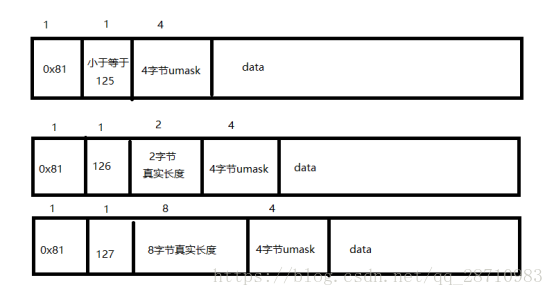 1 1 4
0x81 小于等于 4字节umask data
125
1 1 2 4
0x81 126 2字节 4字节umask data
真实长度
1 1 8 4
0x81 127 8字节真实长度 4字节umask data
https://blog.csdn.net/qq_28710983